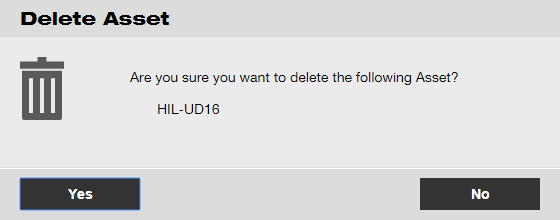 Delete Asset
Are you sure you want to delete the following Asset?
HIL-UD16
Yes
No